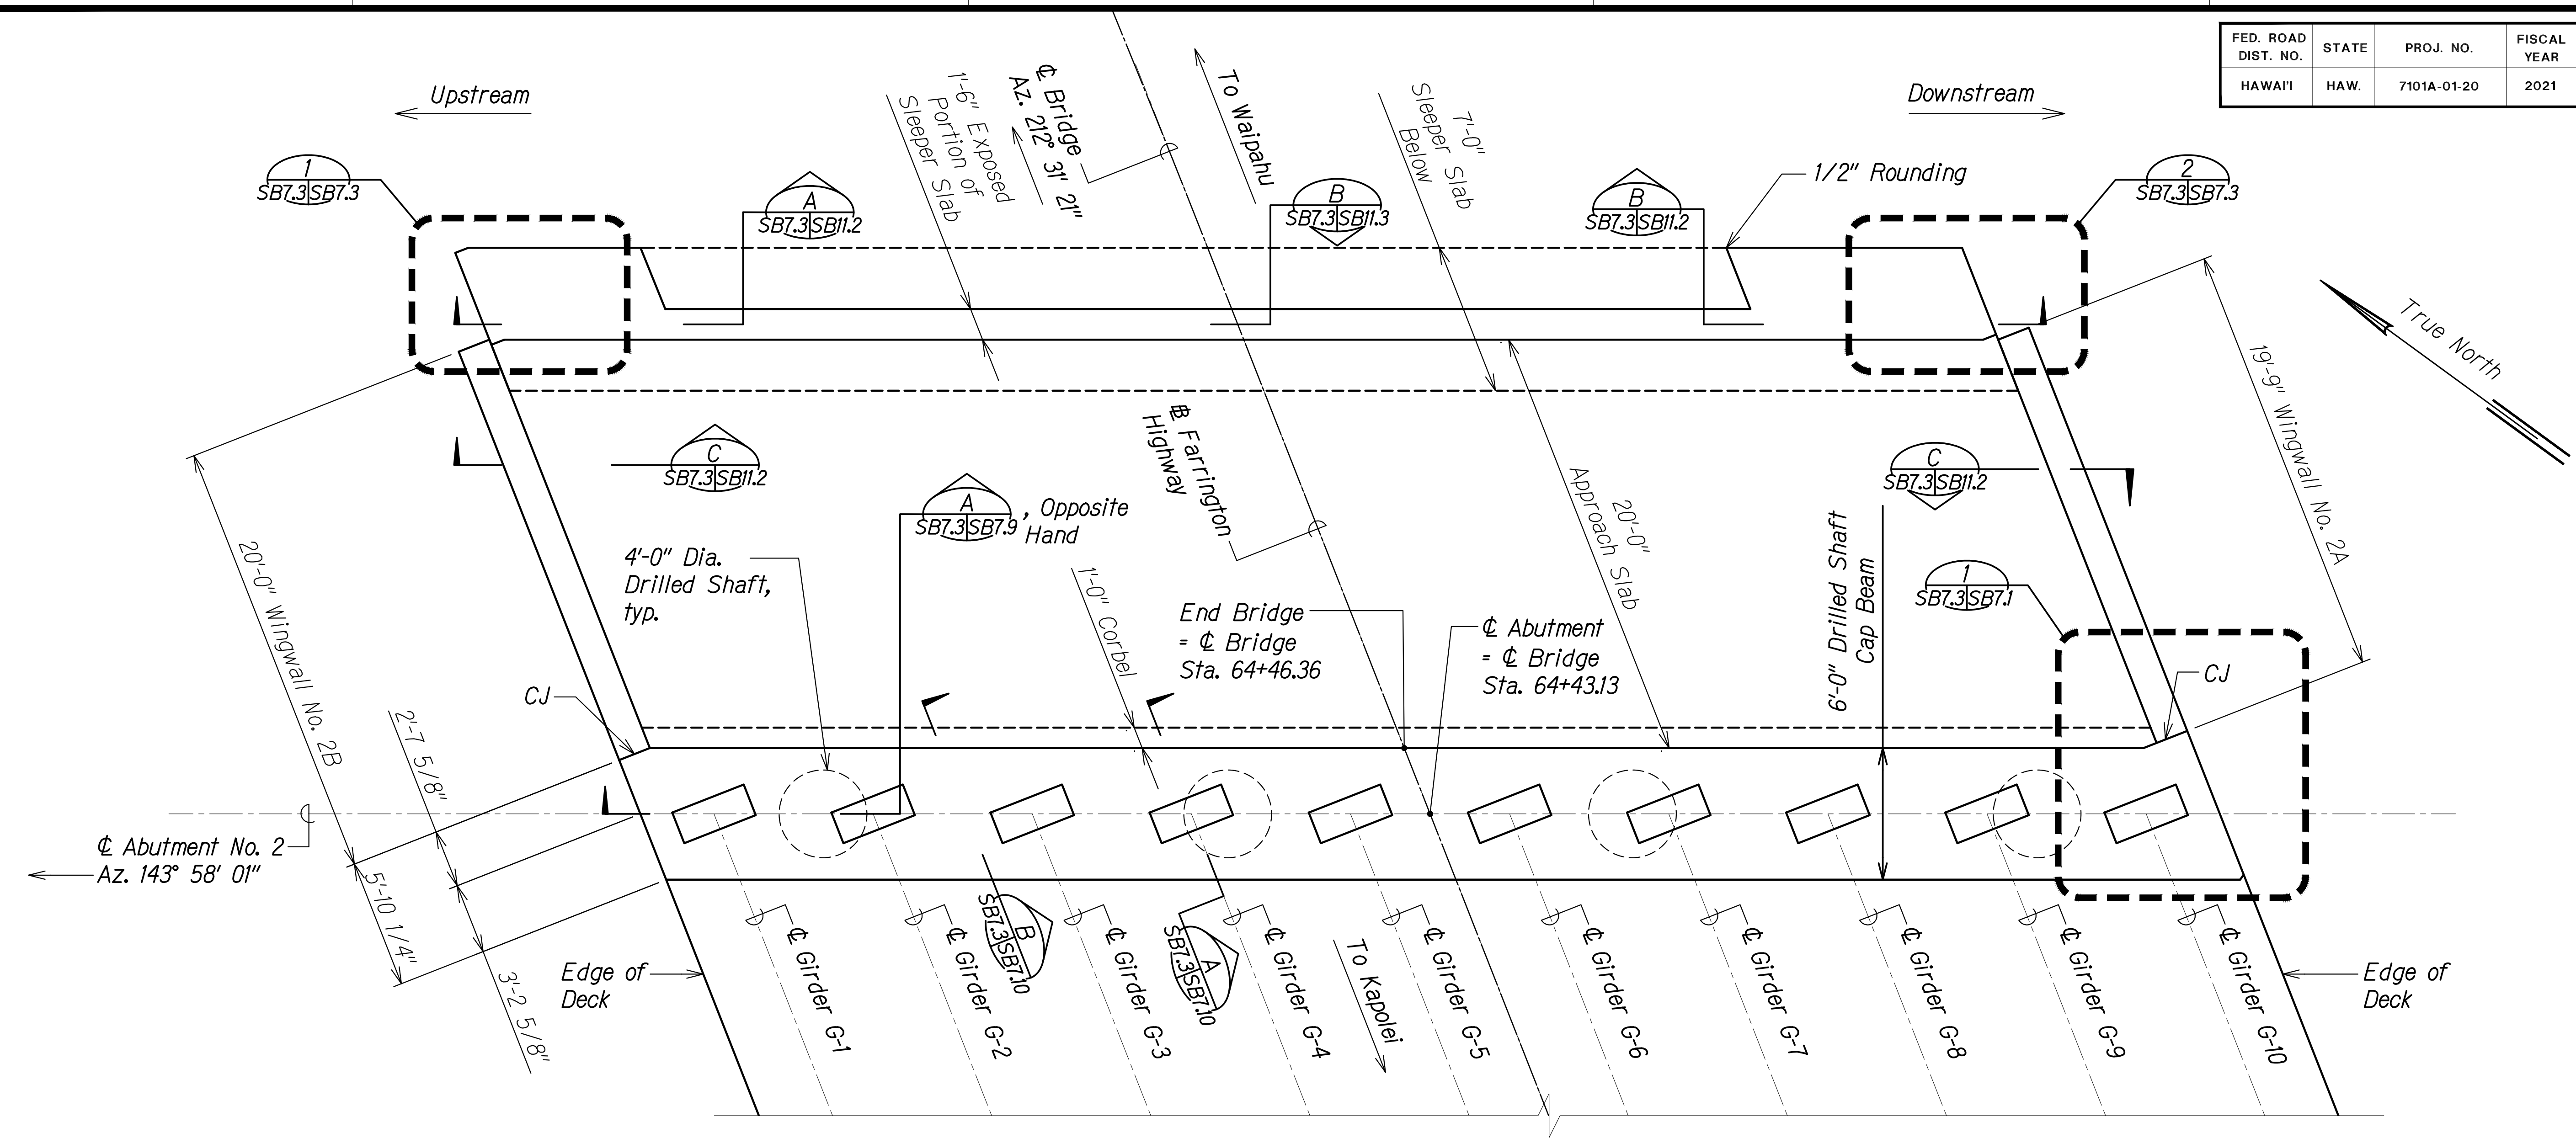 FED. ROAD DIST. NO.
STATE
PROJ. NO.
FISCAL YEAR
HAWAI'I
HAW.
7101A-01-20
2021
Upstream
Downstream
1
SB7.3 SB7.3
A
SB7.3 SB11.2
1'-6" Exposed
Portion of
Sleeper Slab
℄ Bridge
Az. 212° 31' 21"
To Waipahu
B
SB7.3 SB11.3
7'-0"
Sleeper Slab
Below
B
SB7.3 SB11.2
1/2" Rounding
2
SB7.3 SB7.3
True North
19'-9" Wingwall No. 2A
C
SB7.3 SB11.2
A
SB7.3 SB7.9
, Opposite
Hand
℄ Farrington
Highway
20'-0"
Approach Slab
C
SB7.3 SB11.2
1
SB7.3 SB7.1
6'-0" Drilled Shaft
Cap Beam
4'-0" Dia.
Drilled Shaft,
typ.
1'-0" Corbel
End Bridge
= ℄ Bridge
Sta. 64+46.36
℄ Abutment
= ℄ Bridge
Sta. 64+43.13
20'-0" Wingwall No. 2B
CJ
CJ
2'-7 5/8"
℄ Abutment No. 2
Az. 143° 58' 01"
5'-10 1/4"
3'-2 5/8"
Edge of
Deck
B
SB7.3 SB7.10
A
SB7.3 SB7.10
To Kapolei
℄ Girder G-1
℄ Girder G-2
℄ Girder G-3
℄ Girder G-4
℄ Girder G-5
℄ Girder G-6
℄ Girder G-7
℄ Girder G-8
℄ Girder G-9
℄ Girder G-10
Edge of
Deck